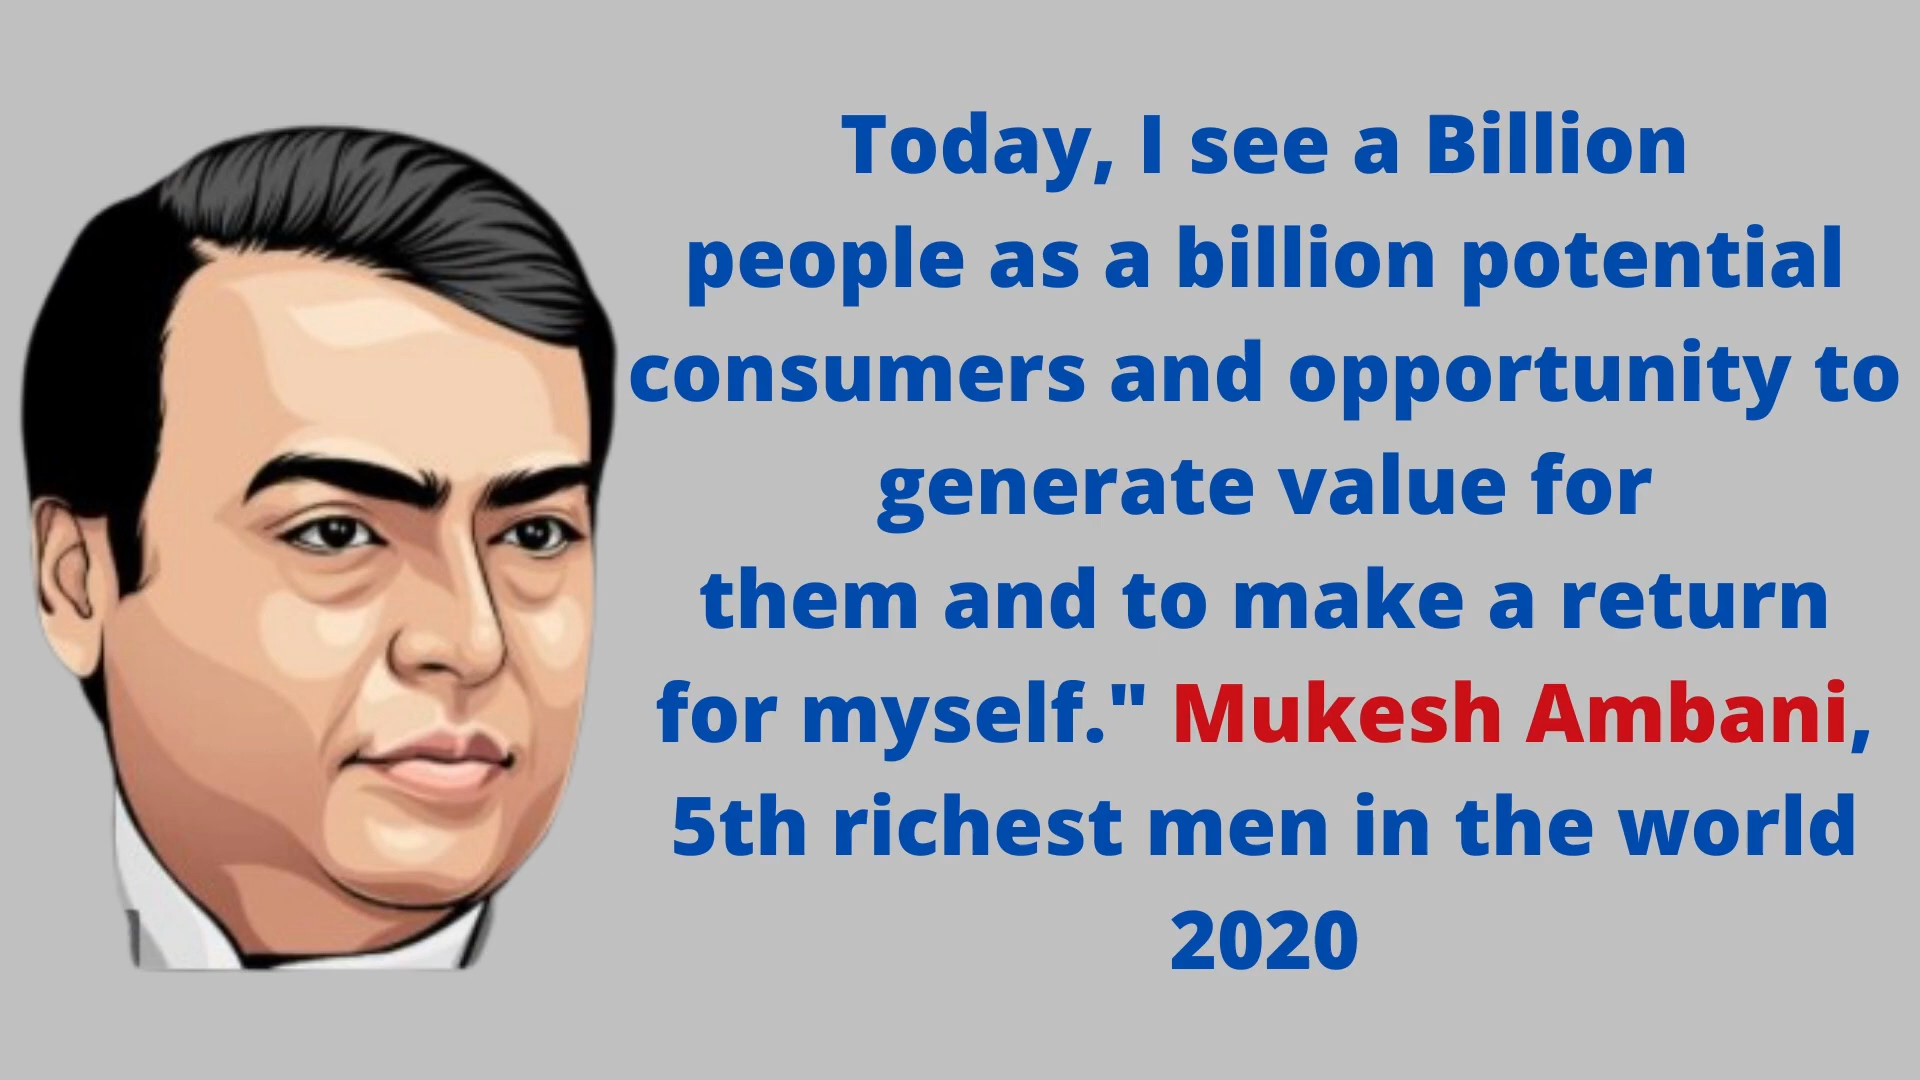 Today, I see a Billion
people as a billion potential
consumers and opportunity to
generate value for
them and to make a return
for myself." Mukesh Ambani,
5th richest men in the world
2020